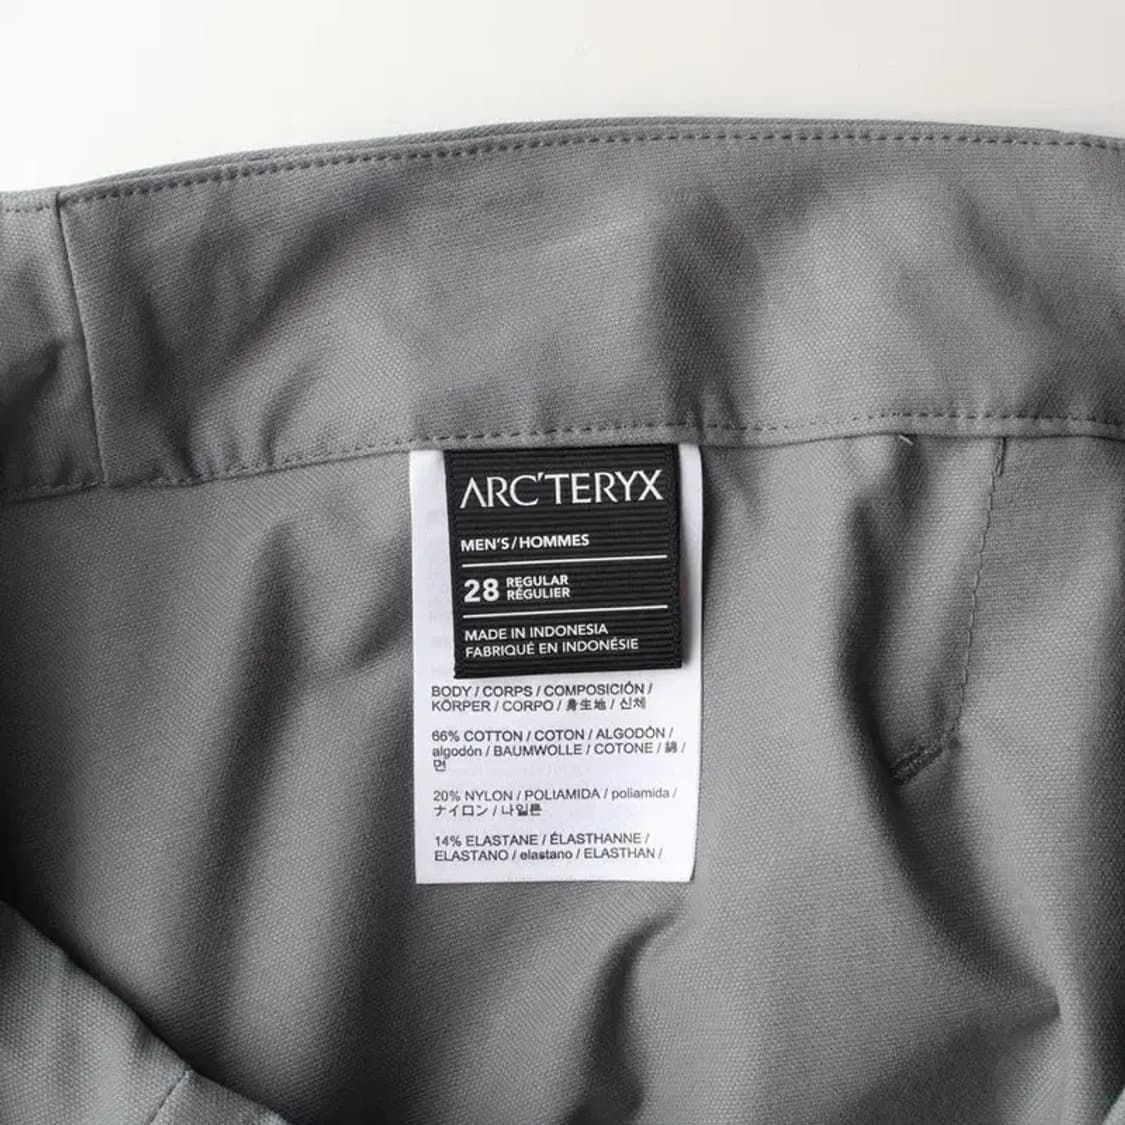 ARC'TERYX
MEN'S/HOMMES
28 REGULAR
RÉGULIER
MADE IN INDONESIA
FABRIQUÉ EN INDONÉSIE
BODY / CORPS / COMPOSICIÓN /
KÖRPER / CORPO / 身生地 / 신체
66% COTTON / COTON / ALGODÓN /
algodón / BAUMWOLLE / COTONE / 綿 /
면
20% NYLON / POLIAMIDA / poliamida /
ナイロン / 나일론
14% ELASTANE / ÉLASTHANNE /
ELASTANO / elastano / ELASTHAN /